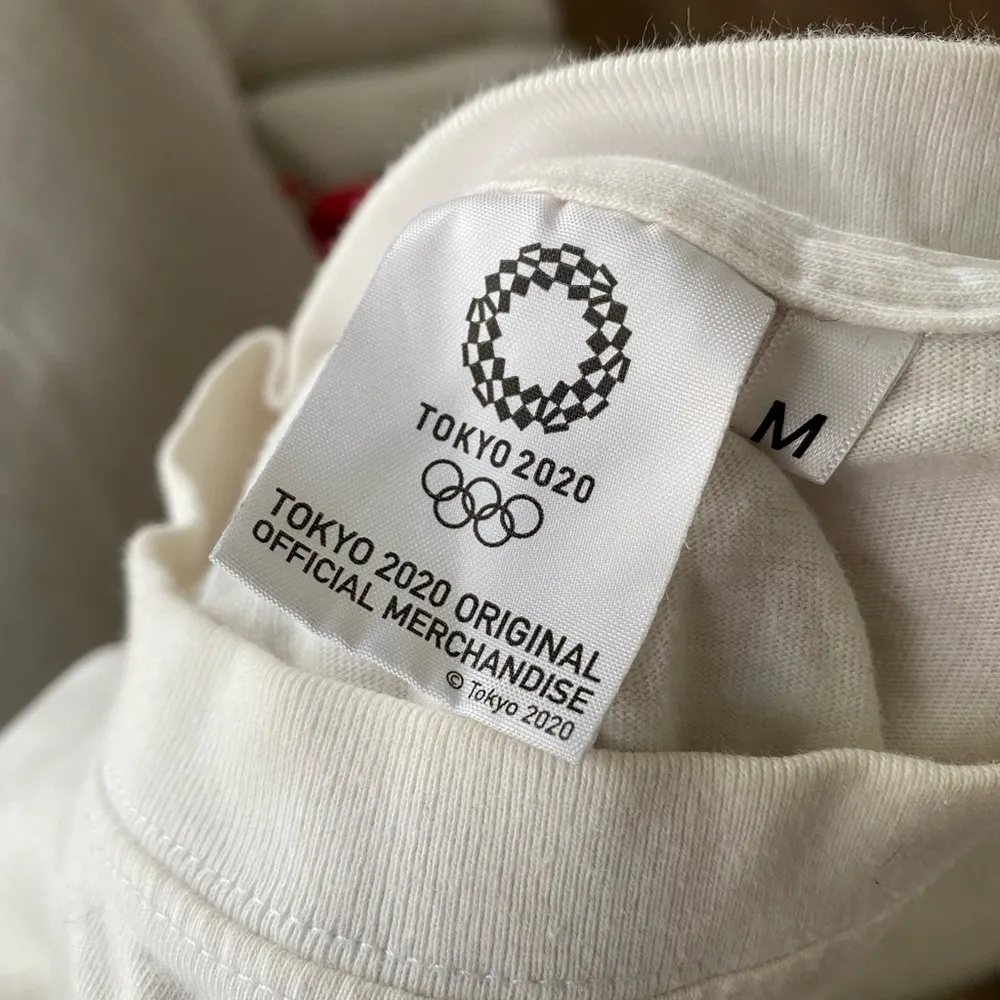 TOKYO 2020
TOKYO 2020 ORIGINAL
OFFICIAL MERCHANDISE
© Tokyo 2020
M